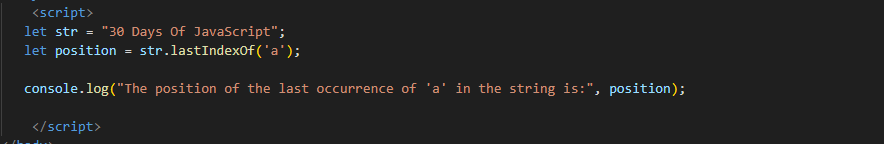 <script>
let str = "30 Days Of JavaScript";
let position = str.lastIndexOf('a');
console.log("The position of the last occurrence of 'a' in the string is:", position);
</script>